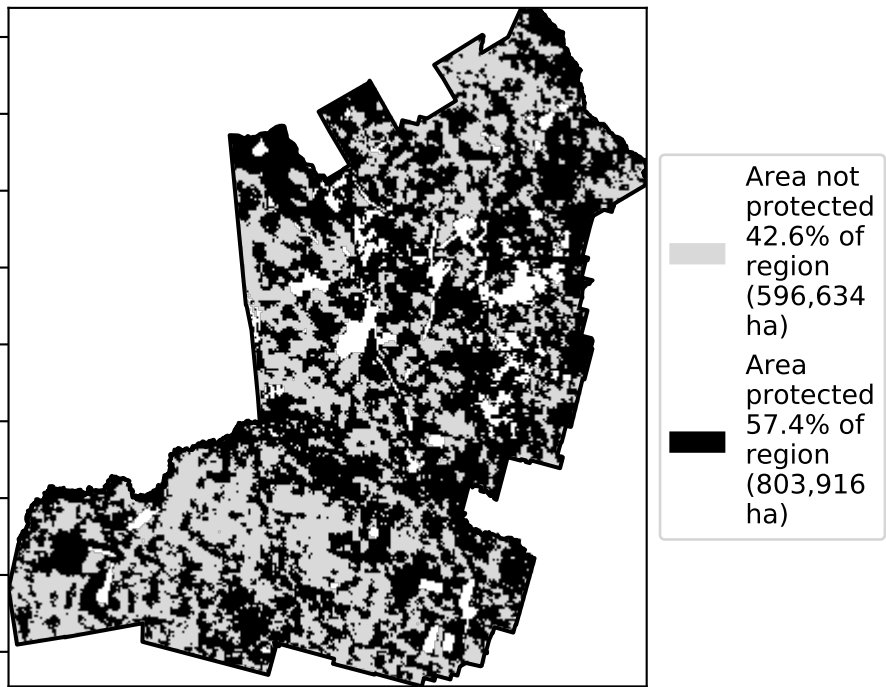 Area not
protected
42.6% of
region
(596,634
ha)
Area
protected
57.4% of
region
(803,916
ha)